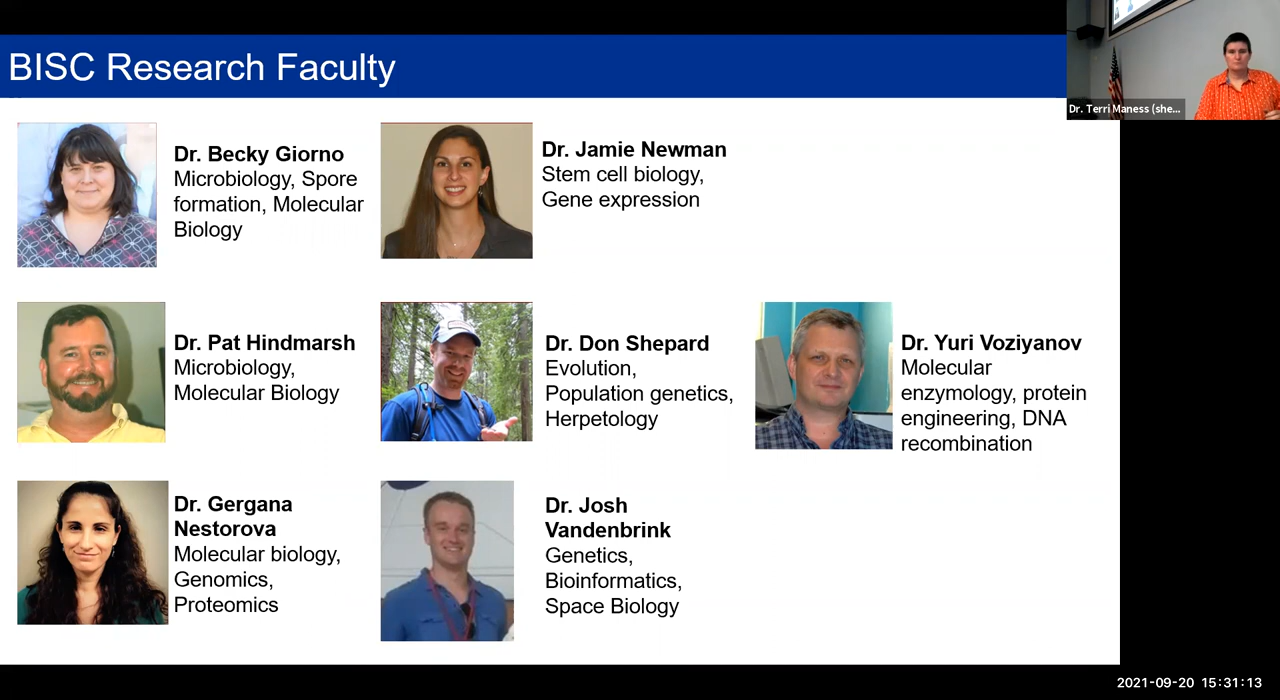 BISC Research Faculty
Dr. Terri Maness (she...
Dr. Becky Giorno
Microbiology, Spore
formation, Molecular
Biology
Dr. Jamie Newman
Stem cell biology,
Gene expression
Dr. Pat Hindmarsh
Microbiology,
Molecular Biology
Dr. Don Shepard
Evolution,
Population genetics,
Herpetology
Dr. Yuri Voziyanov
Molecular
enzymology, protein
engineering, DNA
recombination
Dr. Gergana
Nestorova
Molecular biology,
Genomics,
Proteomics
Dr. Josh
Vandenbrink
Genetics,
Bioinformatics,
Space Biology
2021-09-20 15:31:13